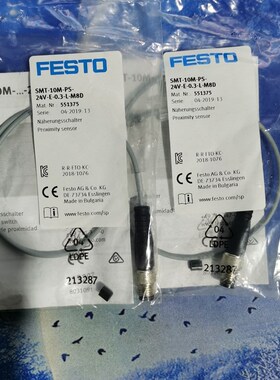 FESTO
SMT-10M-PS-
24V-E-0.3-L-M8D
Mat. Nr 551375
Serie: 04-2019-13
Näherungsschalter
Proximity sensor
R-R-FTO-KC
2018-1076
Festo AG & Co. KG
DE-73734 Esslingen
Made in Bulgaria
www.festo.com/sp
04
LDPE
213287
FESTO
SMT-10M-PS-
24V-E-0.3-L-M8D
Mat. Nr 551375
Serie: 04-2019-13
Näherungsschalter
Proximity sensor
R-R-FTO-KC
2018-1076
Festo AG & Co. KG
DE-73734 Esslingen
Made in Bulgaria
www.festo.com/sp
04
LDPE
213287